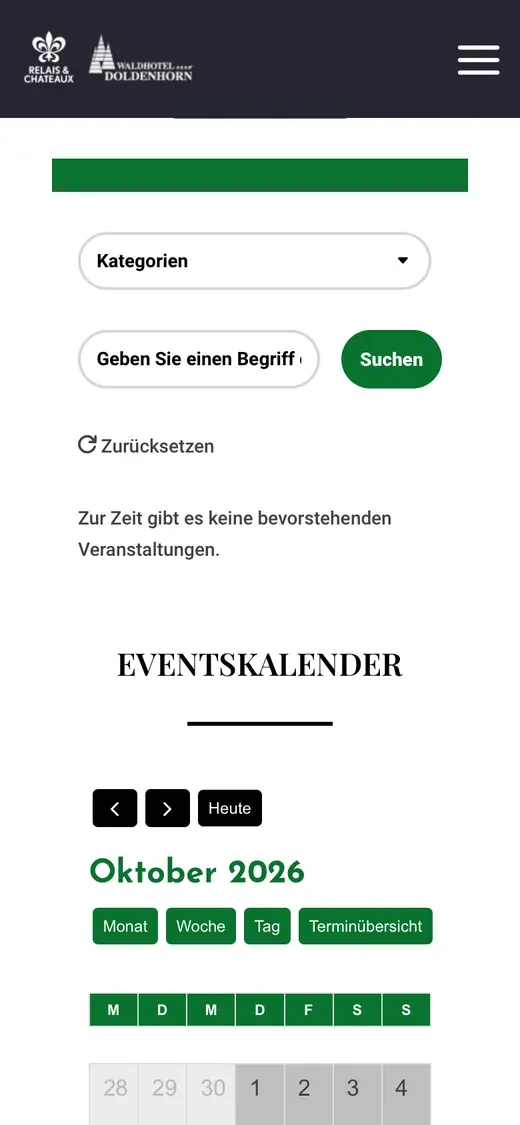 RELAIS &
CHATEAUX
WALDHOTEL ****
DOLDENHORN
Kategorien
Geben Sie einen Begriff
Suchen
Zurücksetzen
Zur Zeit gibt es keine bevorstehenden
Veranstaltungen.
EVENTSKALENDER
Heute
Oktober 2026
Monat Woche Tag Terminübersicht
M D M D F S S
28 29 30 1 2 3 4